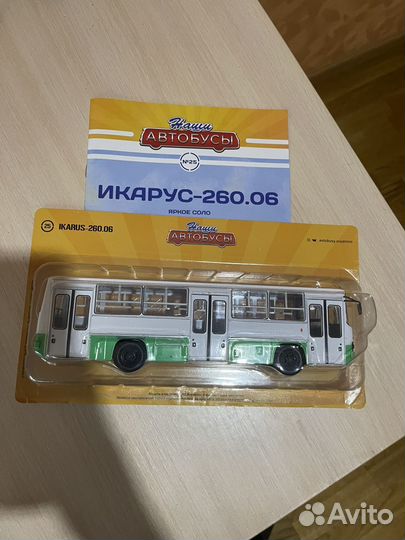 Наши
АВТОБУСЫ
№25
ИКАРУС-260.06
ЯРКОЕ СОЛО
25 IKARUS-260.06
Наши
АВТОБУСЫ
Avito